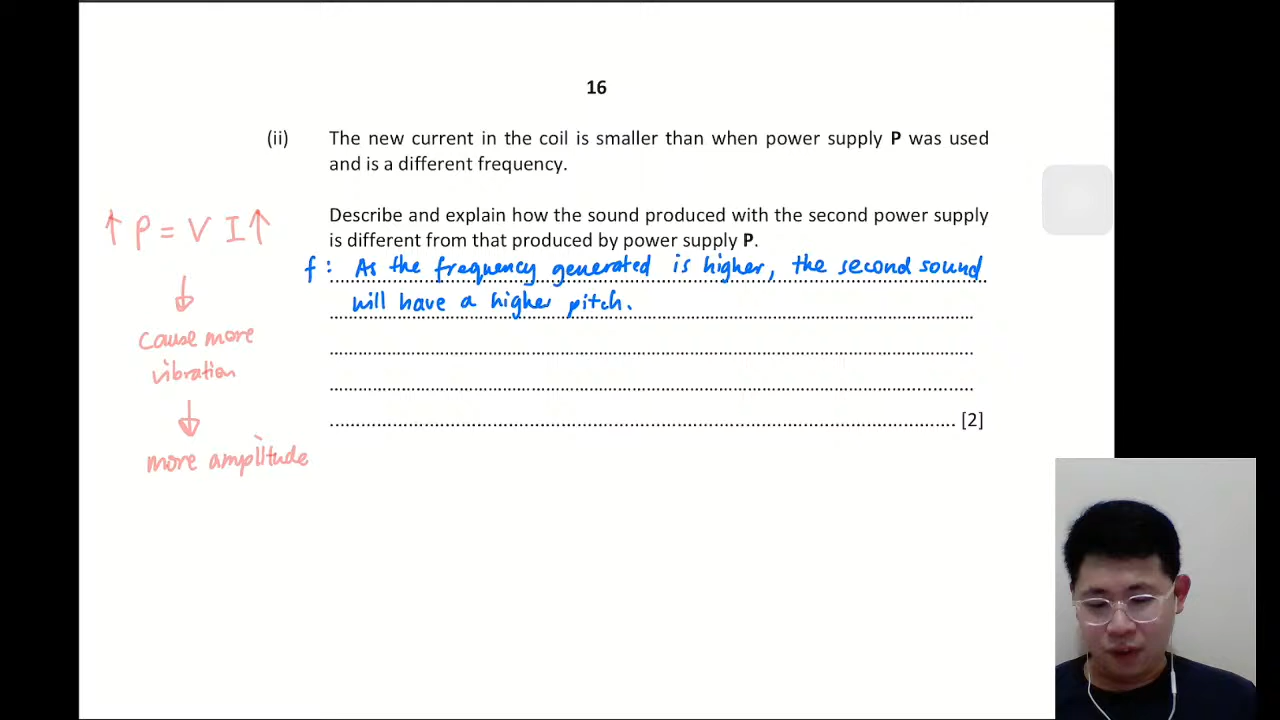 16
(ii) The new current in the coil is smaller than when power supply P was used
and is a different frequency.
Describe and explain how the sound produced with the second power supply
is different from that produced by power supply P.
f : As the frequency generated is higher, the second sound
will have a higher pitch.
[2]
↑ P = V I ↑
↓
cause more
vibration
↓
more amplitude